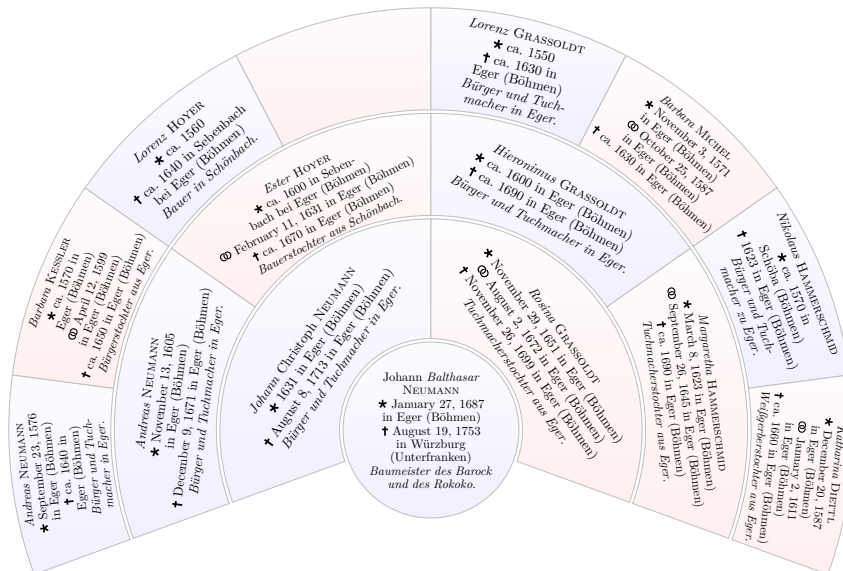 Lorenz GRASSOLDT
* ca. 1550
† ca. 1630 in
Eger (Böhmen)
Bürger und Tuch-
macher in Eger.
Lorenz HOYER
* ca. 1560
† ca. 1640 in Sebenbach
bei Eger (Böhmen)
Bauer in Schönbach.
Barbara MICHEL
* November 3, 1571
in Eger (Böhmen)
⚭ October 25, 1587
in Eger (Böhmen)
† ca. 1630 in Eger (Böhmen)
Barbara KESSLER
* ca. 1570 in
Eger (Böhmen)
⚭ April 12, 1599
in Eger (Böhmen)
† ca. 1650 in Eger (Böhmen)
Bürgerstochter aus Eger.
Nikolaus HAMMERSCHMID
* ca. 1570 in
Schöba (Böhmen)
† 1623 in Eger (Böhmen)
Bürger und Tuch-
macher zu Eger.
Andreas NEUMANN
* September 23, 1576
in Eger (Böhmen)
† ca. 1640 in
Eger (Böhmen)
Bürger und Tuch-
macher in Eger.
Katharina DIETTL
* December 20, 1587
in Eger (Böhmen)
⚭ January 2, 1611
in Eger (Böhmen)
† ca. 1660 in Eger (Böhmen)
Weißgerberstochter aus Eger.
Ester HOYER
* ca. 1600 in Seben-
bach bei Eger (Böhmen)
⚭ February 11, 1631 in Eger (Böhmen)
† ca. 1670 in Eger (Böhmen)
Bauerstochter aus Schönbach.
Hieronimus GRASSOLDT
* ca. 1600 in Eger (Böhmen)
† ca. 1690 in Eger (Böhmen)
Bürger und Tuchmacher in Eger.
Andreas NEUMANN
* November 13, 1605
in Eger (Böhmen)
† December 9, 1671 in Eger (Böhmen)
Bürger und Tuchmacher in Eger.
Margaretha HAMMERSCHMID
* March 8, 1623 in Eger (Böhmen)
⚭ September 26, 1645 in Eger (Böhmen)
† ca. 1690 in Eger (Böhmen)
Tuchmacherstochter aus Eger.
Johann Christoph NEUMANN
* 1631 in Eger (Böhmen)
† August 8, 1713 in Eger (Böhmen)
Bürger und Tuchmacher in Eger.
Rosina GRASSOLDT
* November 29, 1651 in Eger (Böhmen)
⚭ August 2, 1672 in Eger (Böhmen)
† November 26, 1699 in Eger (Böhmen)
Tuchmacherstochter aus Eger.
Johann Balthasar
NEUMANN
* January 27, 1687
in Eger (Böhmen)
† August 19, 1753
in Würzburg
(Unterfranken)
Baumeister des Barock
und des Rokoko.